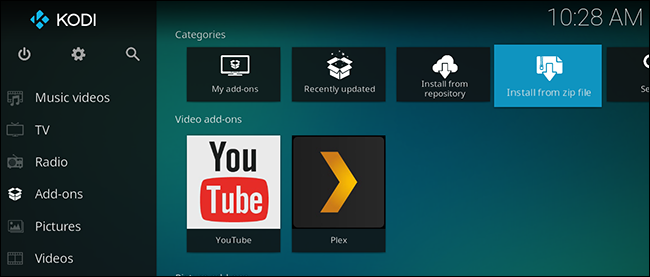 KODI
10:28 AM
Music videos
TV
Radio
Add-ons
Pictures
Videos
Categories
My add-ons
Recently updated
Install from
repository
Install from zip file
Se
Video add-ons
You
Tube
YouTube
Plex